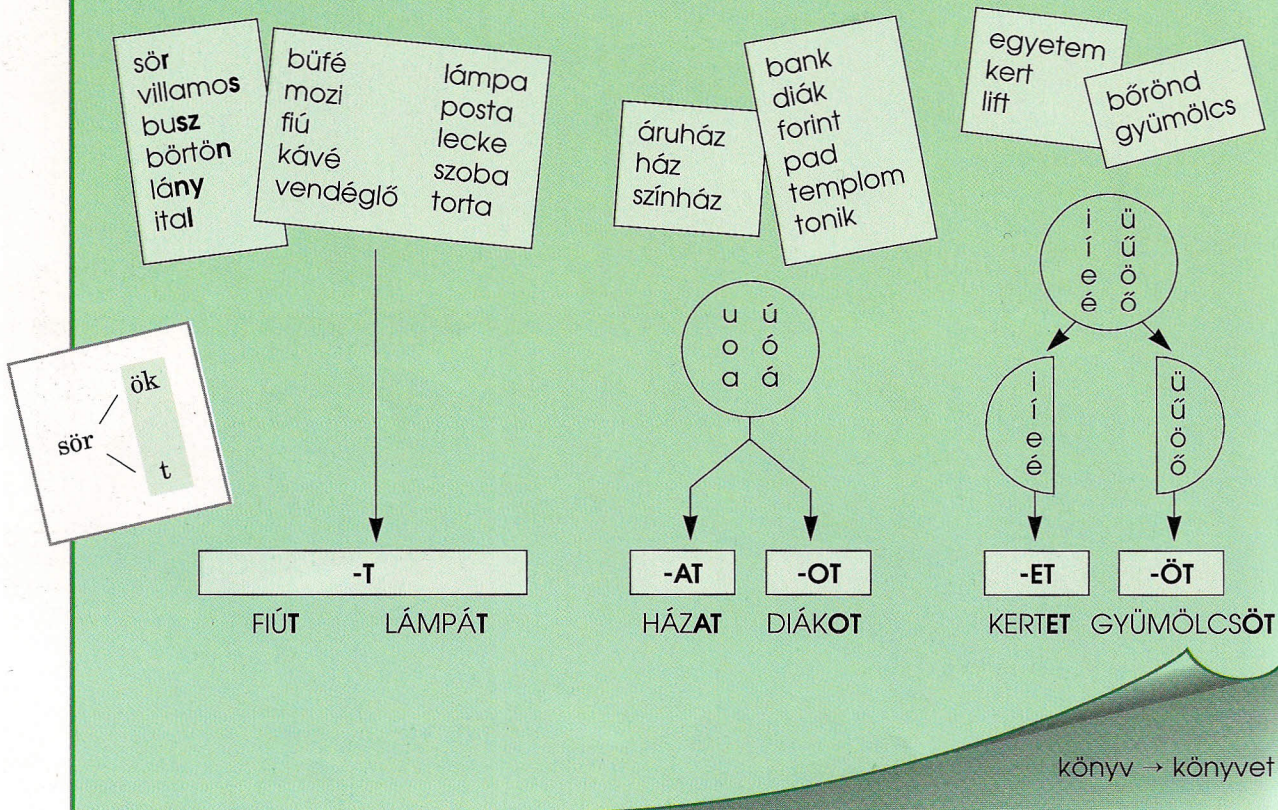 sör
villamos
busz
börtön
lány
ital
büfé
mozi
fiú
kávé
vendéglő
lámpa
posta
lecke
szoba
torta
áruház
ház
színház
bank
diák
forint
pad
templom
tonik
egyetem
kert
lift
bőrönd
gyümölcs
u ú
o ó
a á
i ü
í ű
e ö
é ő
i
í
e
é
ü
ű
ö
ő
ök
sör
t
-T
-AT
-OT
-ET
-ÖT
FIÚT LÁMPÁT
HÁZAT DIÁKOT
KERTET GYÜMÖLCSÖT
könyv → könyvet